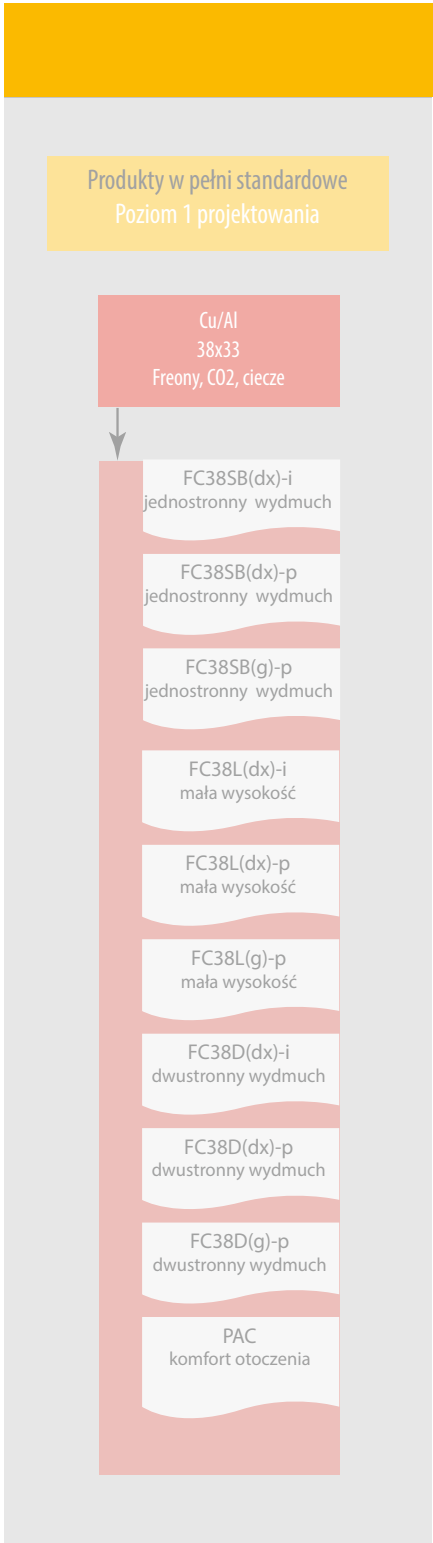 Produkty w pełni standardowe
Poziom 1 projektowania
Cu/Al
38x33
Freony, CO2, ciecze
FC38SB(dx)-i
jednostronny wydmuch
FC38SB(dx)-p
jednostronny wydmuch
FC38SB(g)-p
jednostronny wydmuch
FC38L(dx)-i
mała wysokość
FC38L(dx)-p
mała wysokość
FC38L(g)-p
mała wysokość
FC38D(dx)-i
dwustronny wydmuch
FC38D(dx)-p
dwustronny wydmuch
FC38D(g)-p
dwustronny wydmuch
PAC
komfort otoczenia